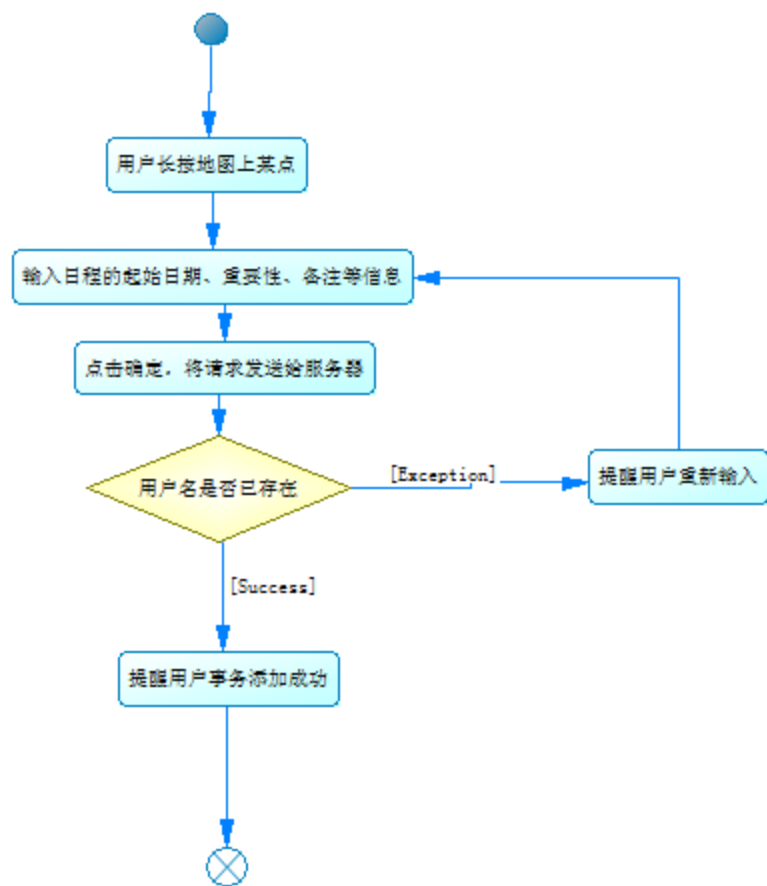 用户长按地图上某点
输入日程的起始日期、重要性、备注等信息
点击确定，将请求发送给服务器
用户名是否已存在
[Exception]
提醒用户重新输入
[Success]
提醒用户事务添加成功